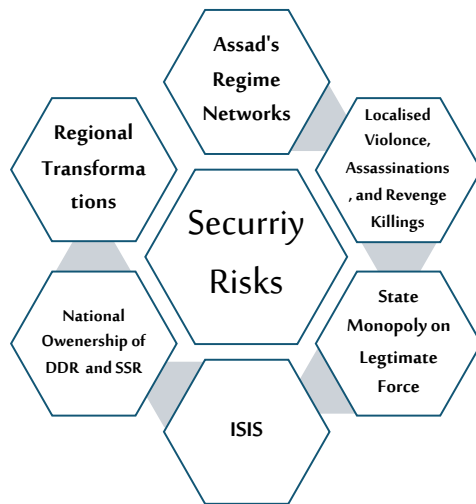 Assad's
Regime
Networks
Localised
Violonce,
Assassinations
, and Revenge
Killings
State
Monopoly on
Legtimate
Force
ISIS
National
Owenership of
DDR and SSR
Regional
Transforma
tions
Securriy
Risks